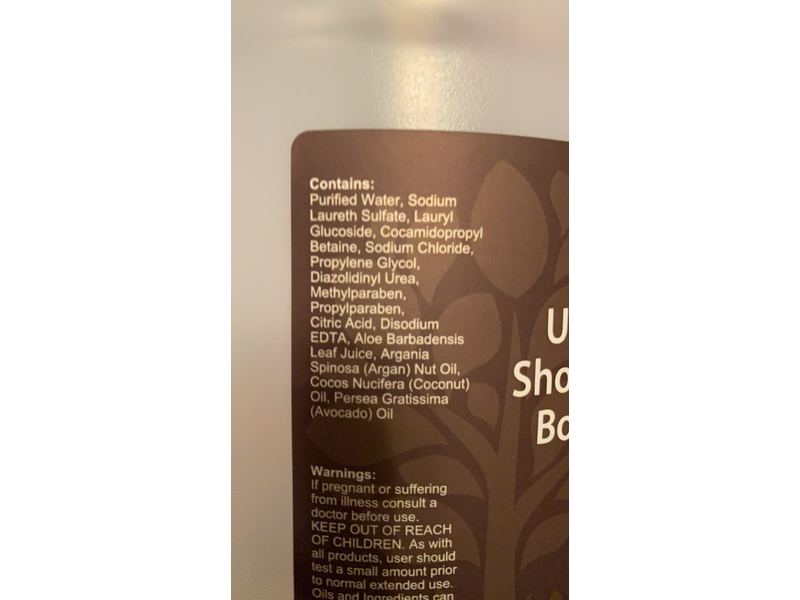 Contains:
Purified Water, Sodium
Laureth Sulfate, Lauryl
Glucoside, Cocamidopropyl
Betaine, Sodium Chloride,
Propylene Glycol,
Diazolidinyl Urea,
Methylparaben,
Propylparaben,
Citric Acid, Disodium
EDTA, Aloe Barbadensis
Leaf Juice, Argania
Spinosa (Argan) Nut Oil,
Cocos Nucifera (Coconut)
Oil, Persea Gratissima
(Avocado) Oil
Warnings:
If pregnant or suffering
from illness consult a
doctor before use.
KEEP OUT OF REACH
OF CHILDREN. As with
all products, user should
test a small amount prior
to normal extended use.
Oils and Ingredients can
U
Sho
Bo